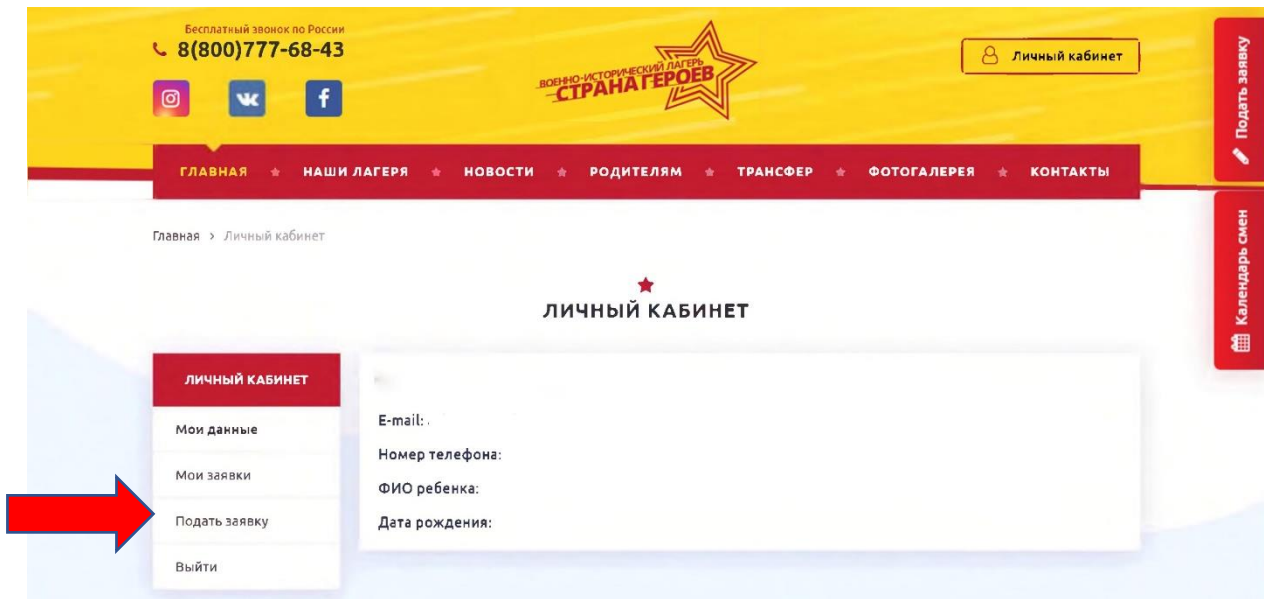 Бесплатный звонок по России
8(800)777-68-43
ВОЕННО-ИСТОРИЧЕСКИЙ ЛАГЕРЬ
СТРАНА ГЕРОЕВ
Личный кабинет
Подать заявку
Календарь смен
ГЛАВНАЯ НАШИ ЛАГЕРЯ НОВОСТИ РОДИТЕЛЯМ ТРАНСФЕР ФОТОГАЛЕРЕЯ КОНТАКТЫ
Главная > Личный кабинет
ЛИЧНЫЙ КАБИНЕТ
ЛИЧНЫЙ КАБИНЕТ
Мои данные
Мои заявки
Подать заявку
Выйти
E-mail:
Номер телефона:
ФИО ребенка:
Дата рождения: